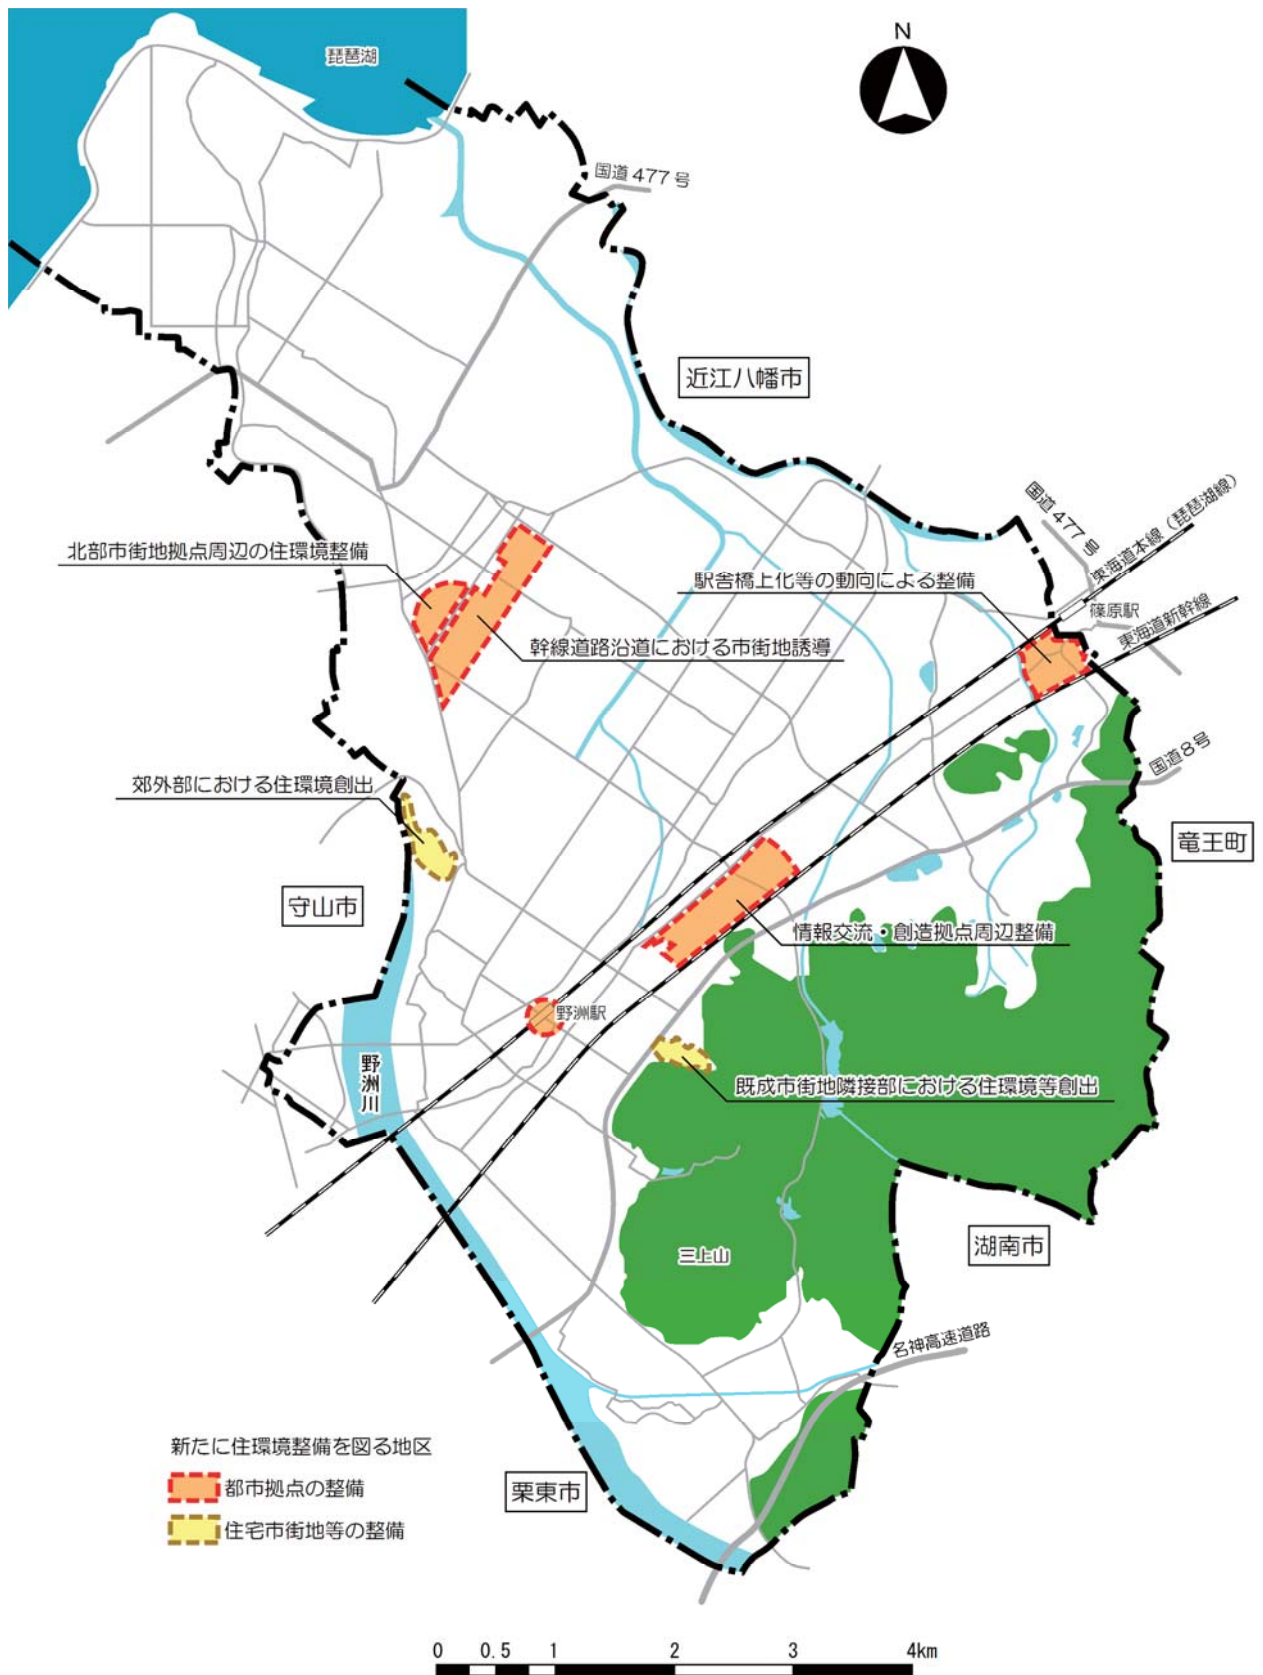 N
琵琶湖
国道477号
近江八幡市
国道477号
東海道本線（琵琶湖線）
北部市街地拠点周辺の住環境整備
駅舎橋上化等の動向による整備
篠原駅
東海道新幹線
幹線道路沿道における市街地誘導
国道8号
郊外部における住環境創出
竜王町
守山市
情報交流・創造拠点周辺整備
野洲駅
野洲川
既成市街地隣接部における住環境等創出
湖南市
三上山
名神高速道路
新たに住環境整備を図る地区
都市拠点の整備
栗東市
住宅市街地等の整備
0 0.5 1 2 3 4km